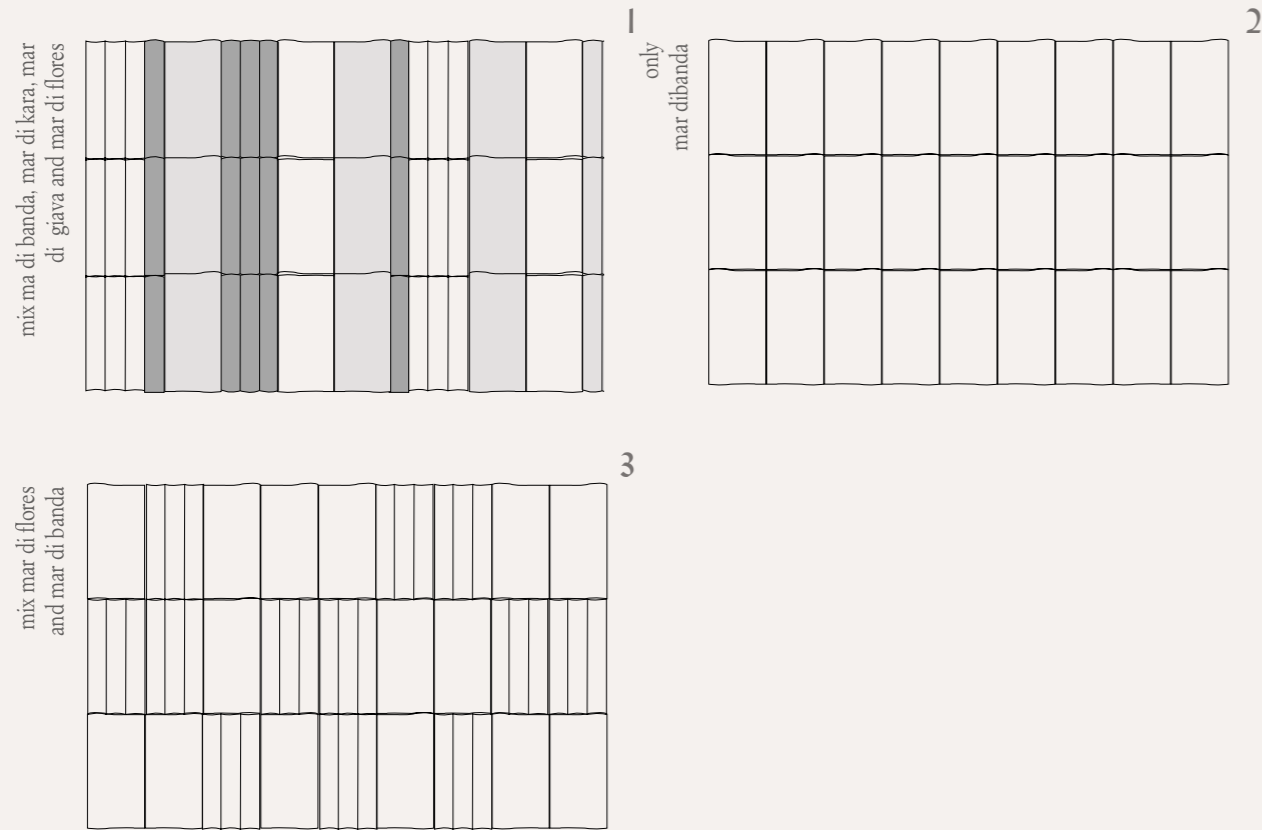 1
mix ma di banda, mar di kara, mar
di giava and mar di flores
2
only
mar dibanda
3
mix mar di flores
and mar di banda